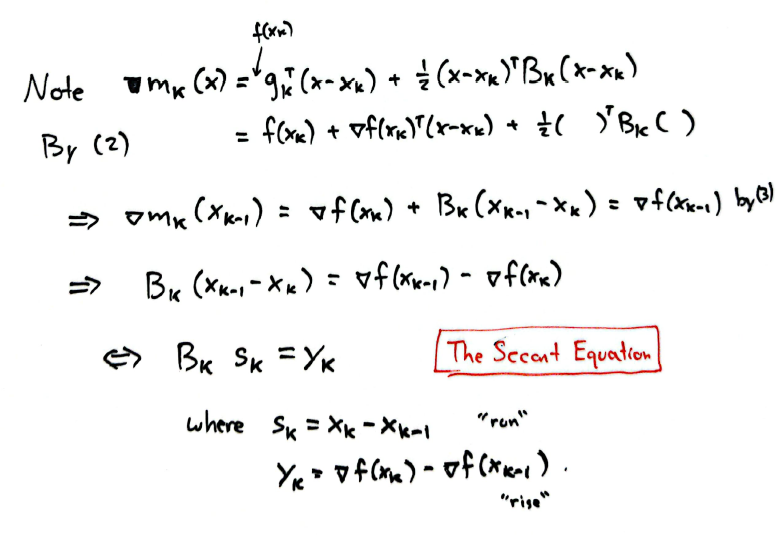 f(xₖ)
Note ∇mₖ(x) = gₖᵀ(x-xₖ) + ½(x-xₖ)ᵀBₖ(x-xₖ)
By (2) = f(xₖ) + ∇f(xₖ)ᵀ(x-xₖ) + ½( )ᵀBₖ( )
⇒ ∇mₖ(xₖ₋₁) = ∇f(xₖ) + Bₖ(xₖ₋₁-xₖ) = ∇f(xₖ₋₁) by(3)
⇒ Bₖ(xₖ₋₁-xₖ) = ∇f(xₖ₋₁) - ∇f(xₖ)
⇔ Bₖ sₖ = yₖ The Secant Equation
where sₖ = xₖ - xₖ₋₁ "run"
yₖ = ∇f(xₖ) - ∇f(xₖ₋₁).
"rise"